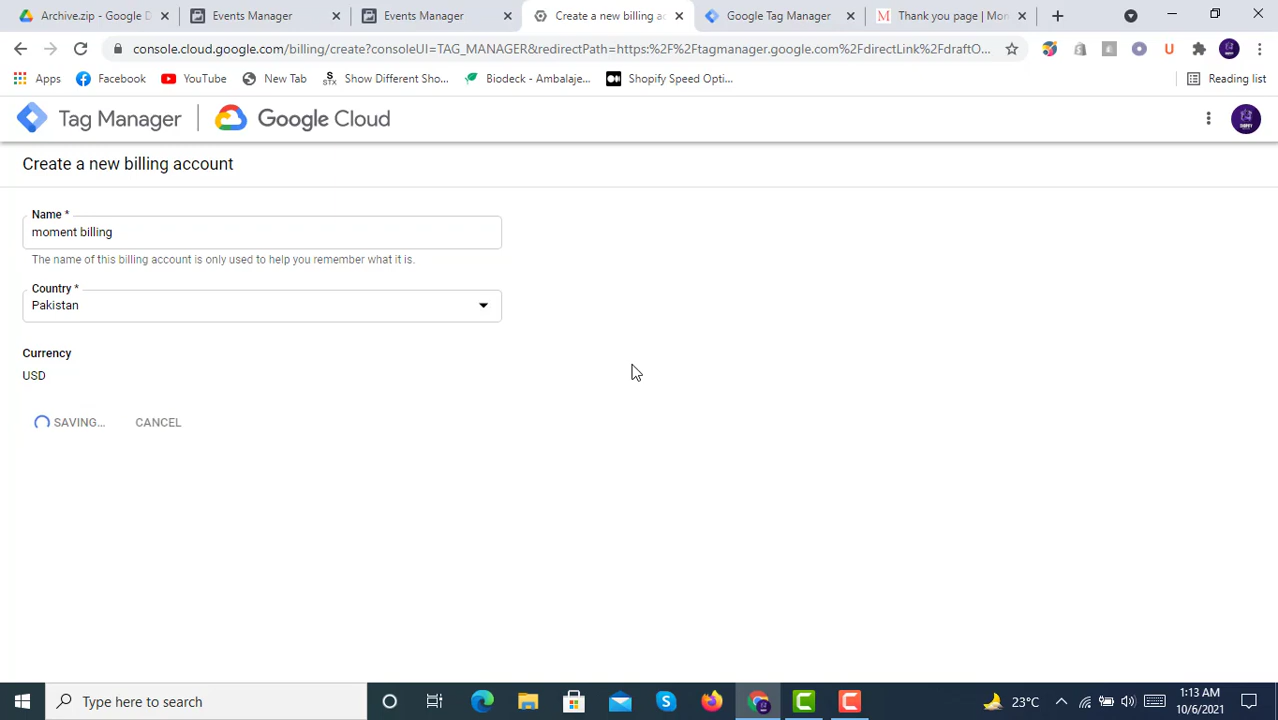 Archive.zip - Google D
Events Manager
Events Manager
Create a new billing ac
Google Tag Manager
Thank you page | Mon
console.cloud.google.com/billing/create?consoleUI=TAG_MANAGER&redirectPath=https:%2F%2Ftagmanager.google.com%2FdirectLink%2FdraftO...
Apps
Facebook
YouTube
New Tab
STX
Show Different Sho...
Biodeck - Ambalaje...
Shopify Speed Opti...
Reading list
Tag Manager
Google Cloud
Create a new billing account
Name *
moment billing
The name of this billing account is only used to help you remember what it is.
Country *
Pakistan
Currency
USD
SAVING...
CANCEL
Type here to search
23°C
1:13 AM
10/6/2021